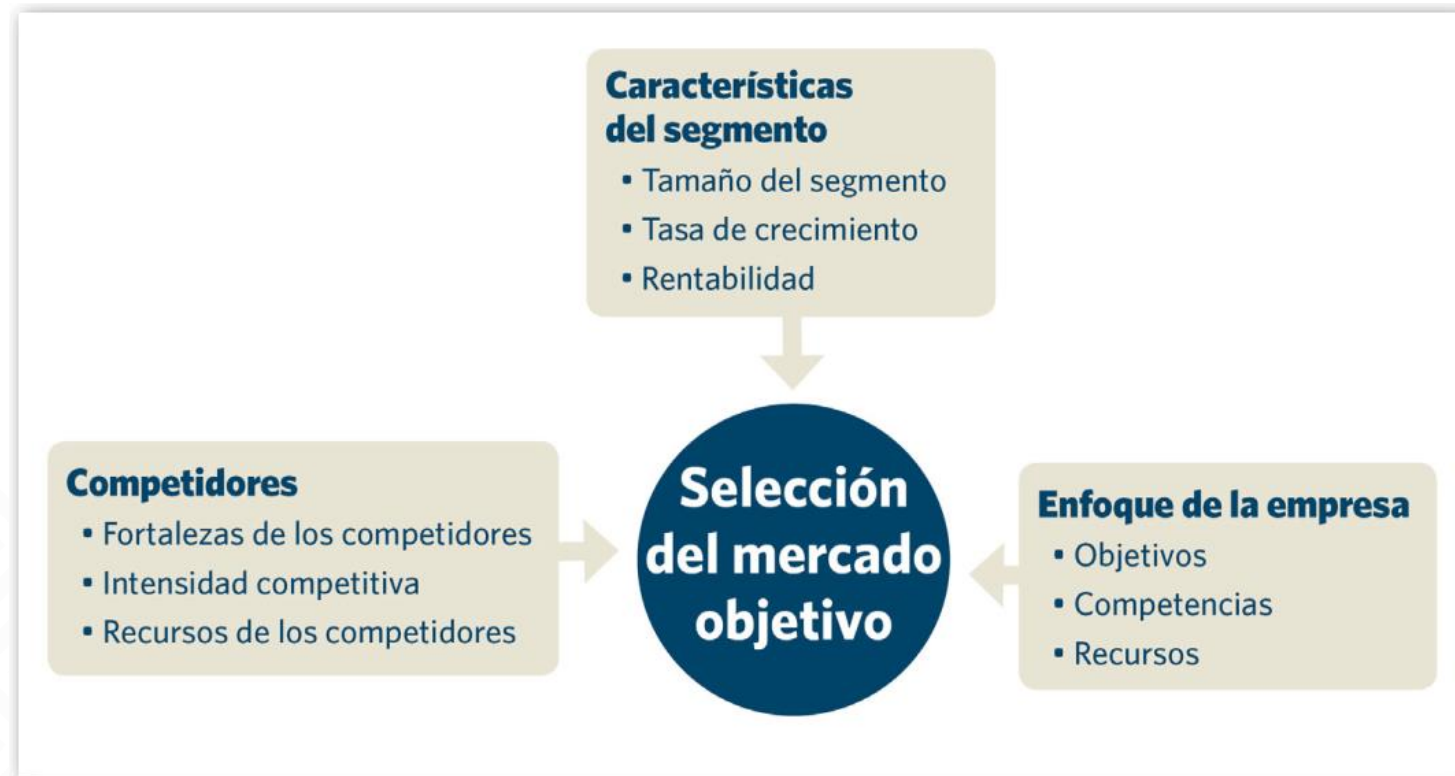 Características
del segmento
▪ Tamaño del segmento
▪ Tasa de crecimiento
▪ Rentabilidad
Competidores
▪ Fortalezas de los competidores
▪ Intensidad competitiva
▪ Recursos de los competidores
Selección
del mercado
objetivo
Enfoque de la empresa
▪ Objetivos
▪ Competencias
▪ Recursos